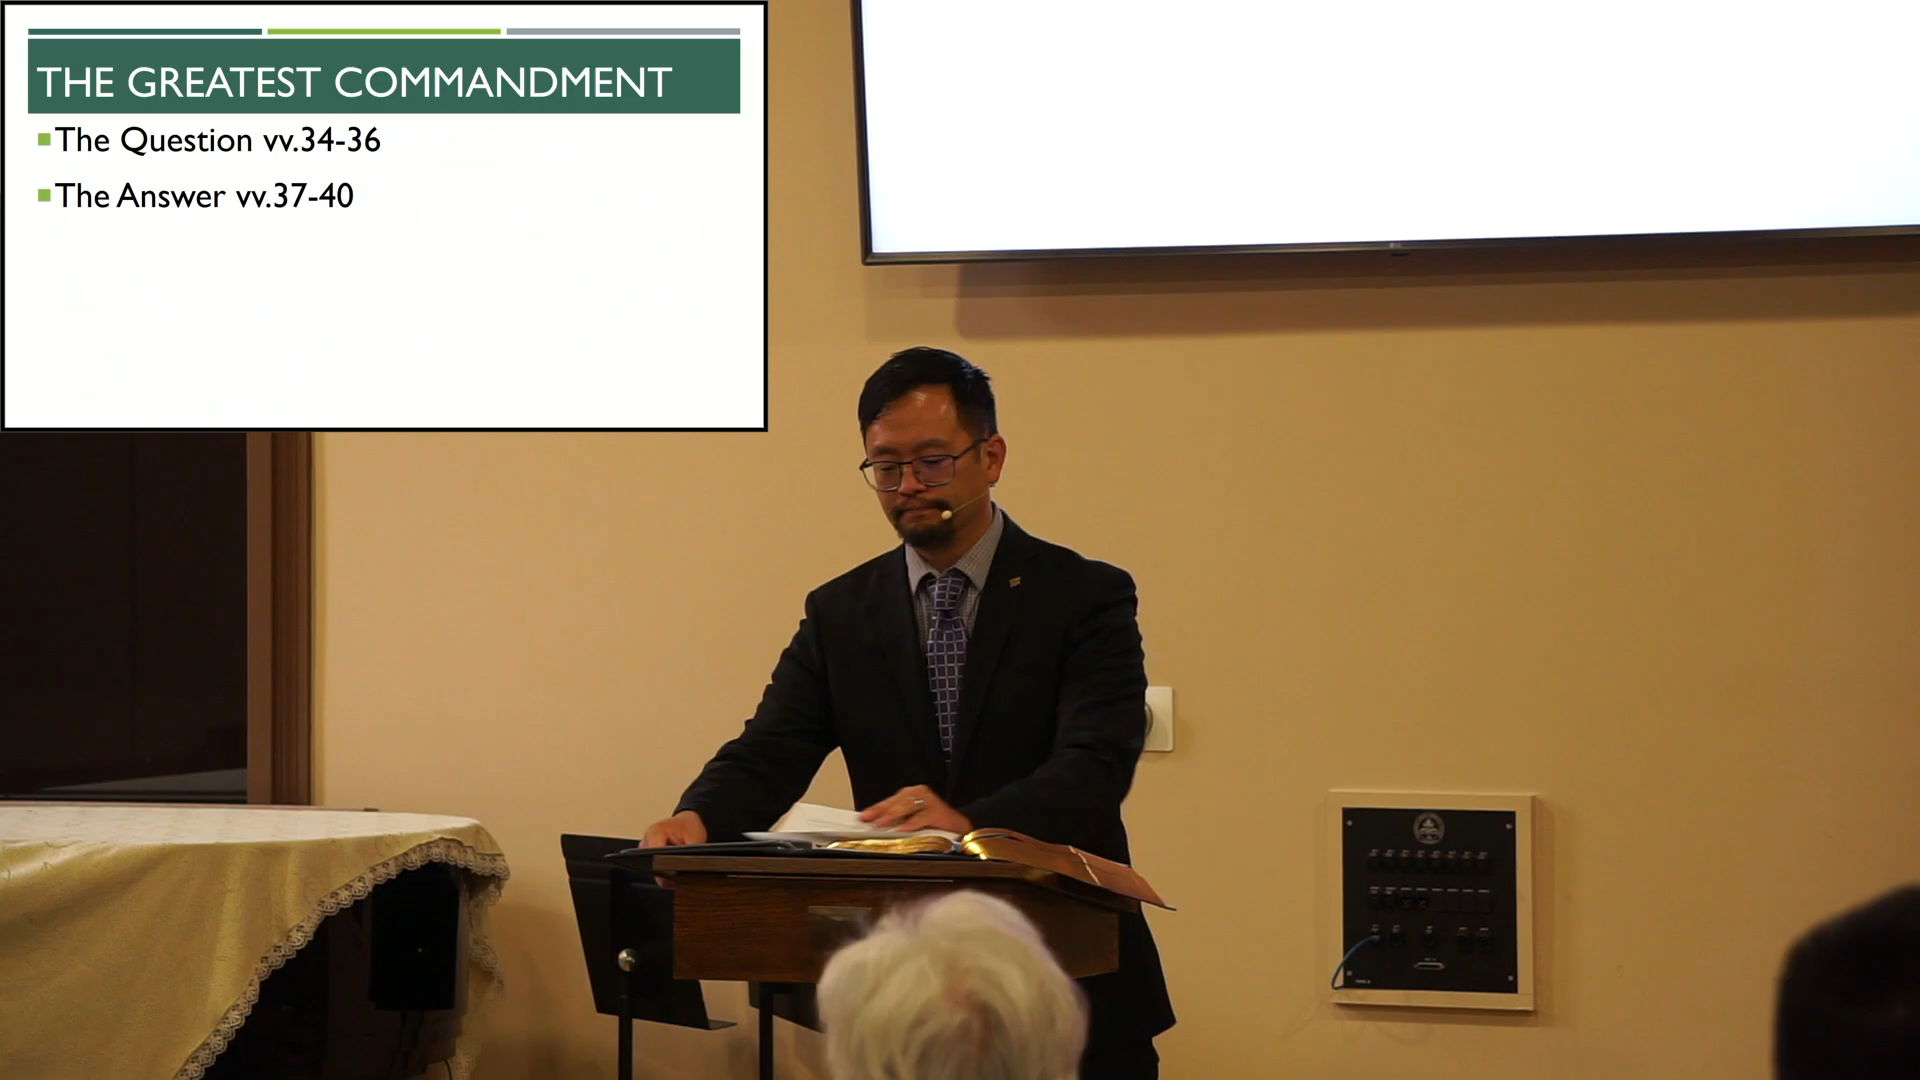 THE GREATEST COMMANDMENT
The Question vv.34-36
The Answer vv.37-40